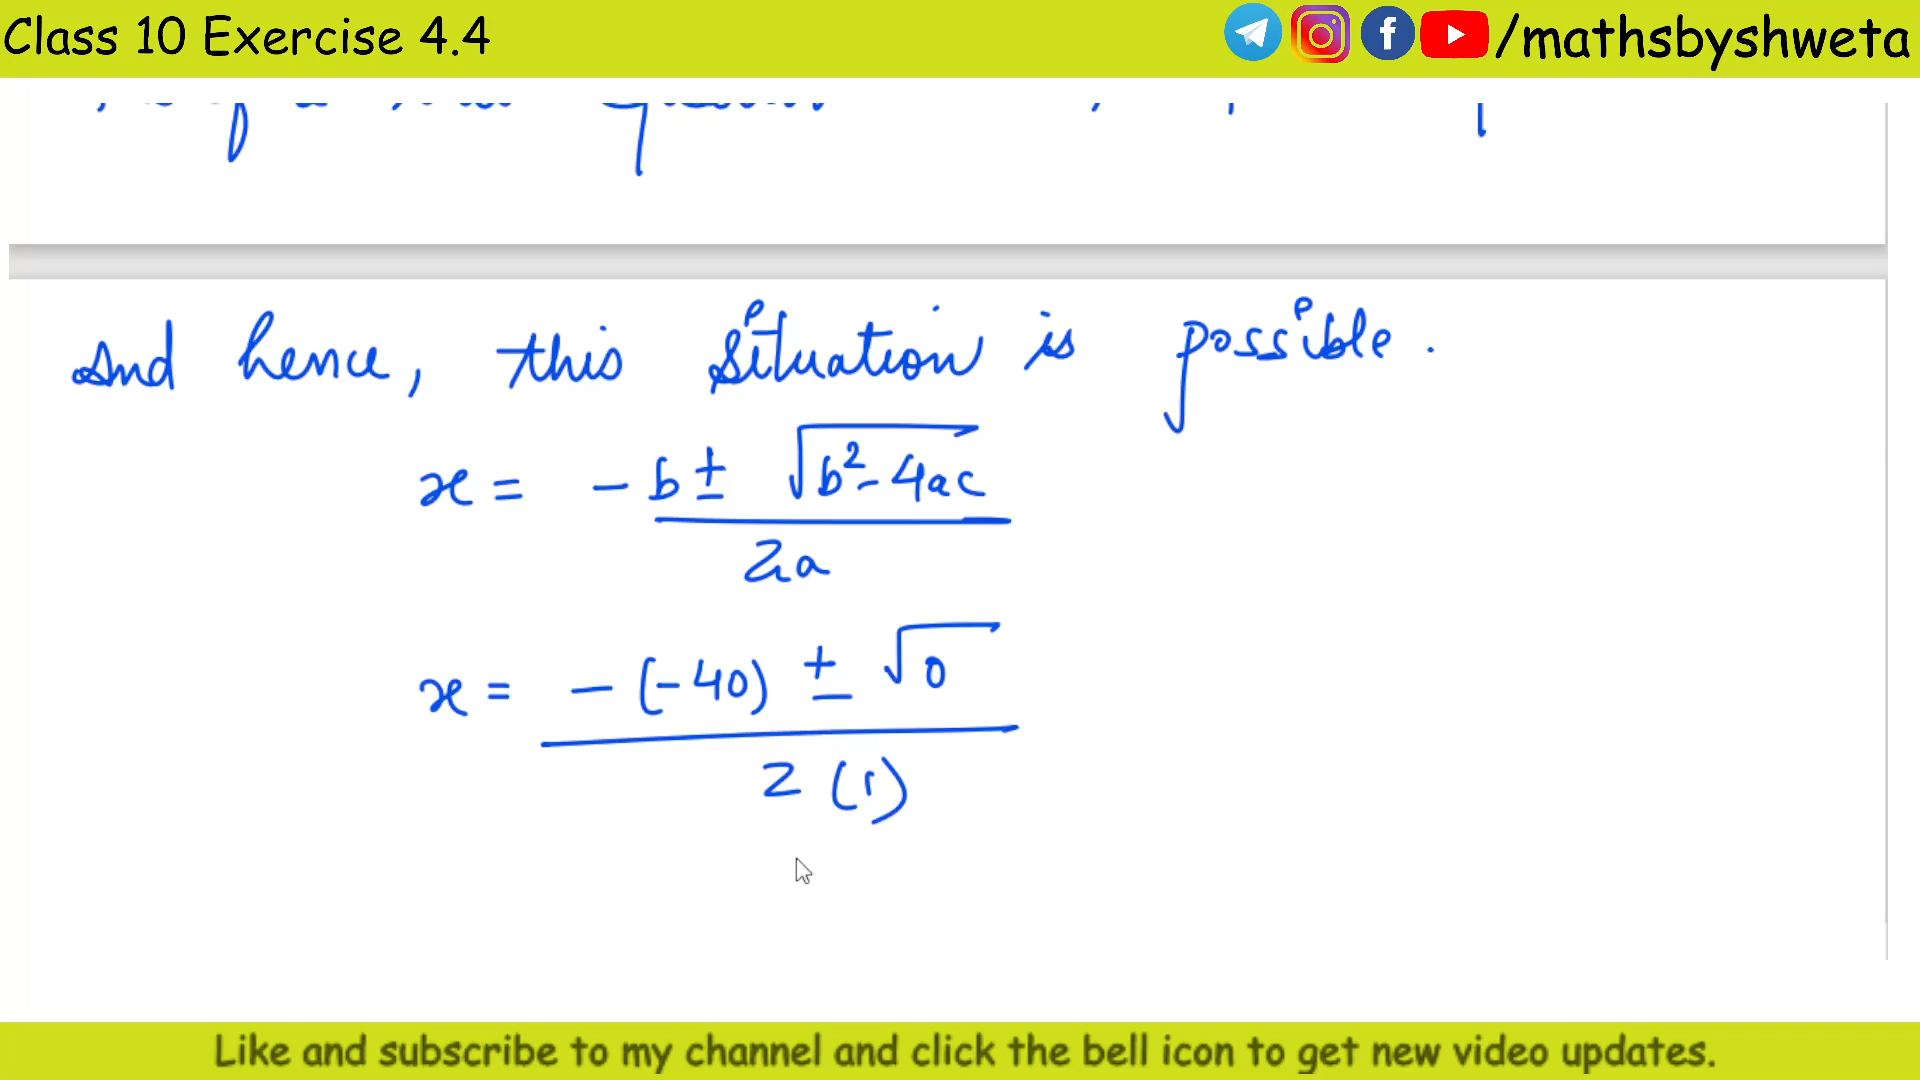 Class 10 Exercise 4.4
/mathsbyshweta
And hence, this situation is possible.
x = -b ± √b²-4ac
2a
x = -(-40) ± √0
2 (1)
Like and subscribe to my channel and click the bell icon to get new video updates.